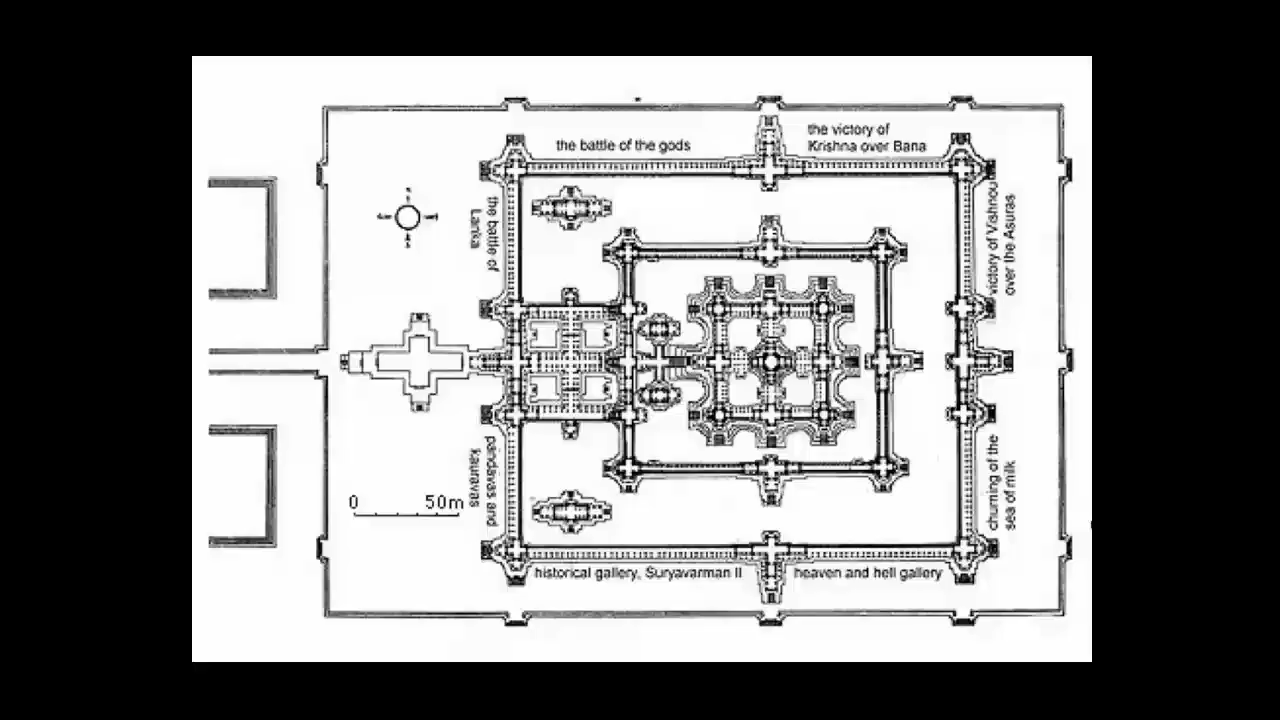 the battle of the gods
the victory of
Krishna over Bana
the battle of
Lanka
victory of Vishnou
over the Asuras
pandavas and
kauravas
churning of the
sea of milk
0 50m
historical gallery, Suryavarman II
heaven and hell gallery